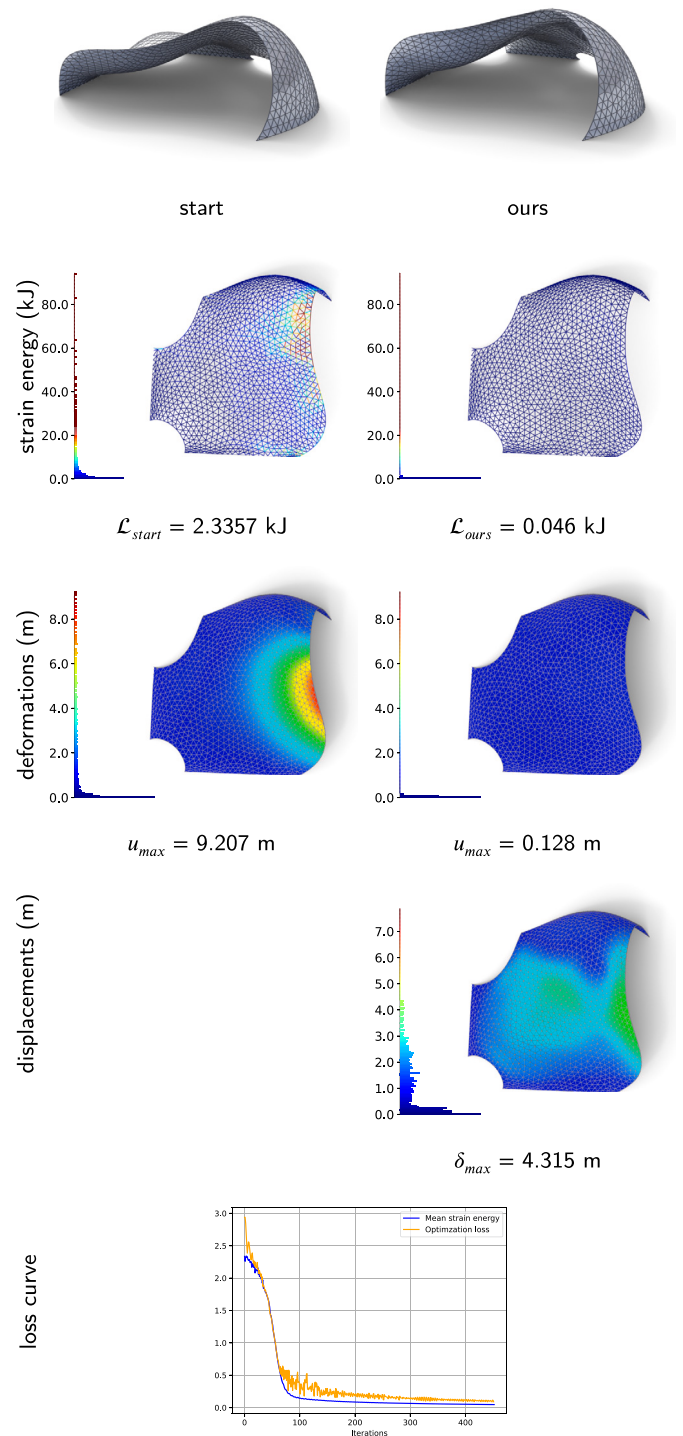 start
ours
strain energy (kJ)
80.0
60.0
40.0
20.0
0.0
80.0
60.0
40.0
20.0
0.0
ℒstart = 2.3357 kJ
ℒours = 0.046 kJ
deformations (m)
8.0
6.0
4.0
2.0
0.0
8.0
6.0
4.0
2.0
0.0
umax = 9.207 m
umax = 0.128 m
displacements (m)
7.0
6.0
5.0
4.0
3.0
2.0
1.0
0.0
δmax = 4.315 m
loss curve
3.0
2.5
2.0
1.5
1.0
0.5
0.0
Mean strain energy
Optimzation loss
0
100
200
300
400
Iterations